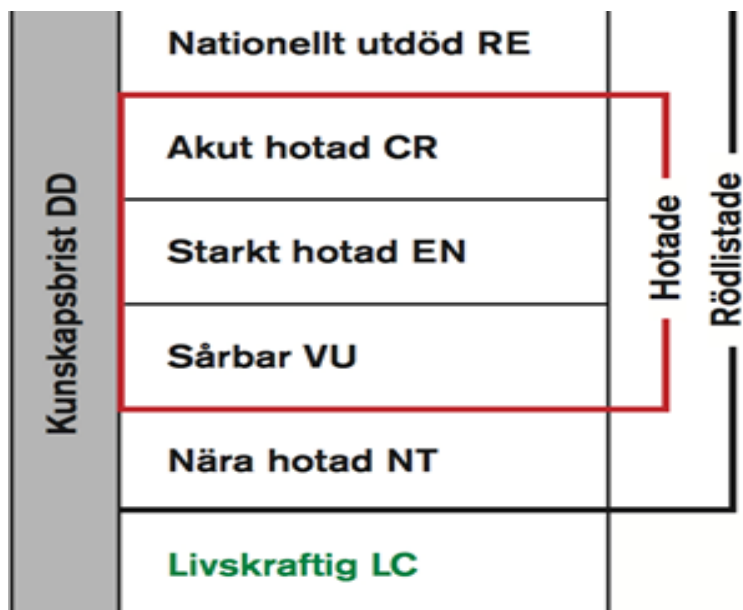 Kunskapsbrist DD
Nationellt utdöd RE
Akut hotad CR
Starkt hotad EN
Sårbar VU
Nära hotad NT
Livskraftig LC
Hotade
Rödlistade